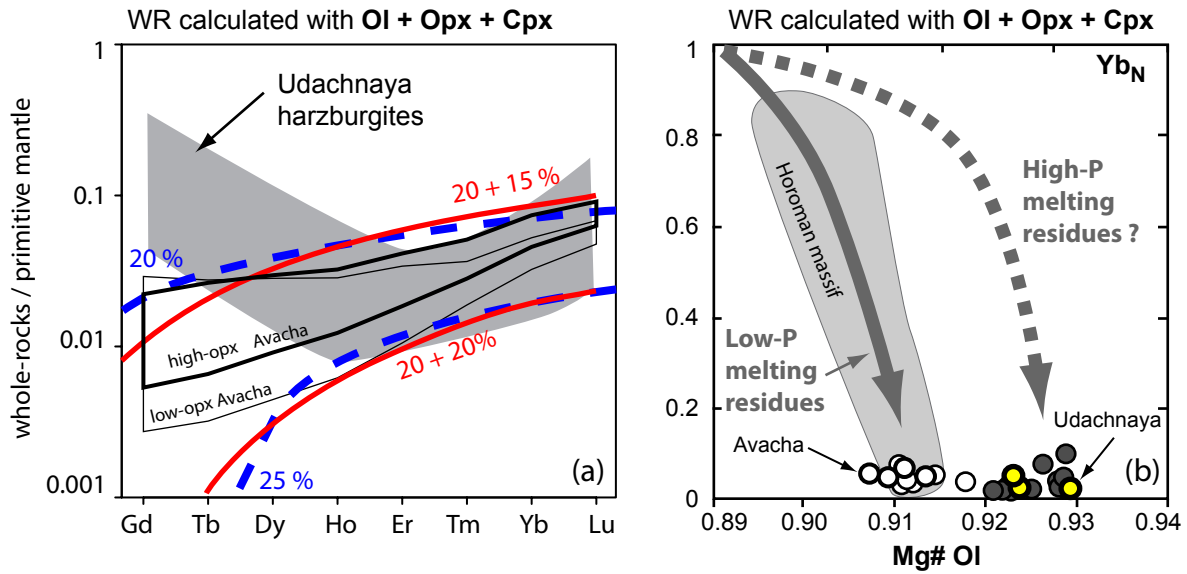 WR calculated with Ol + Opx + Cpx
whole-rocks / primitive mantle
1
0.1
0.01
0.001
Udachnaya
harzburgites
20 + 15 %
20 %
high-opx Avacha
low-opx Avacha
20 + 20%
25 %
(a)
Gd Tb Dy Ho Er Tm Yb Lu
WR calculated with Ol + Opx + Cpx
1
0.8
0.6
0.4
0.2
0
YbN
Horoman massif
High-P
melting
residues ?
Low-P
melting
residues
Avacha
Udachnaya
(b)
0.89 0.90 0.91 0.92 0.93 0.94
Mg# Ol